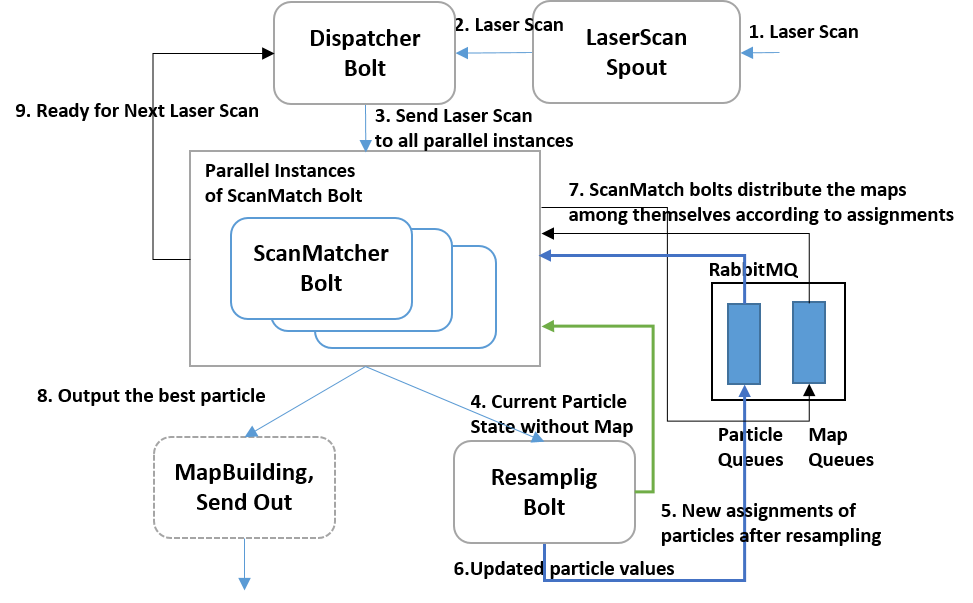 Dispatcher
Bolt
2. Laser Scan
LaserScan
Spout
1. Laser Scan
9. Ready for Next Laser Scan
3. Send Laser Scan
to all parallel instances
Parallel Instances
of ScanMatch Bolt
ScanMatcher
Bolt
7. ScanMatch bolts distribute the maps
among themselves according to assignments
RabbitMQ
8. Output the best particle
4. Current Particle
State without Map
Particle
Queues
Map
Queues
MapBuilding,
Send Out
Resamplig
Bolt
5. New assignments of
particles after resampling
6.Updated particle values